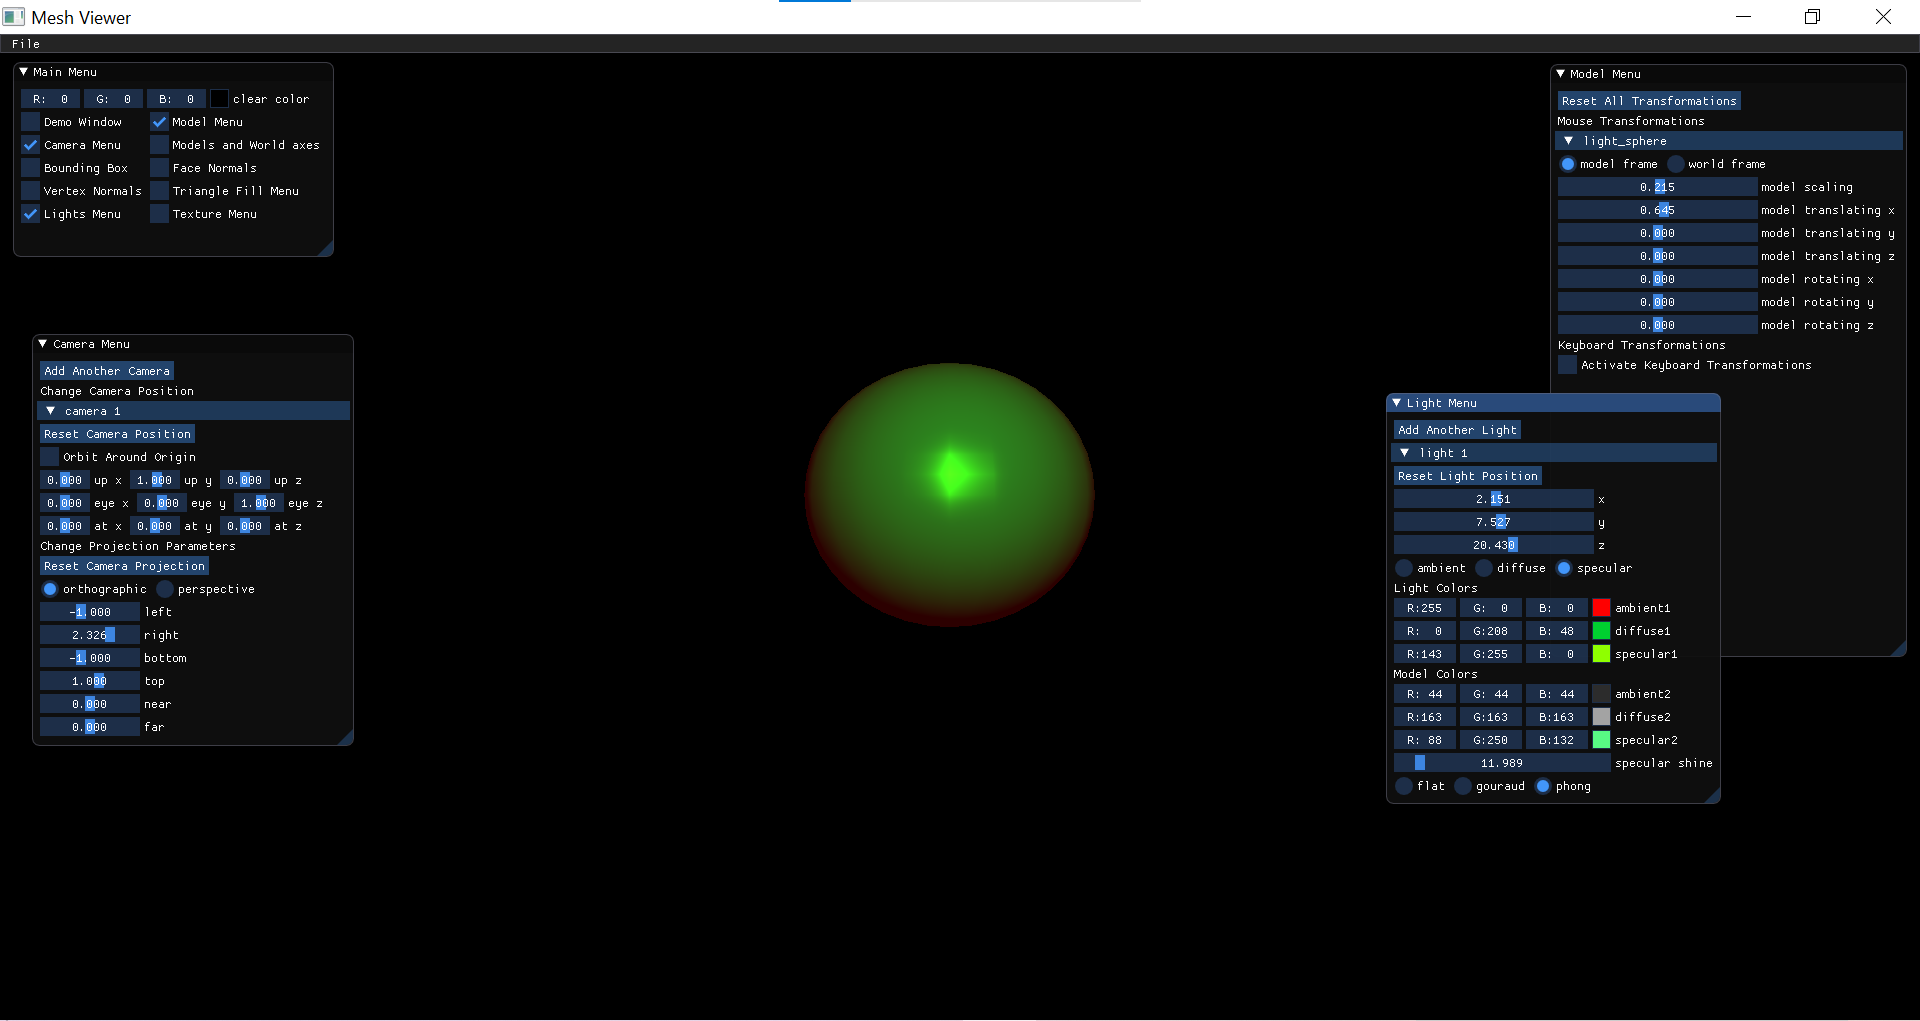 Mesh Viewer
File
Main Menu
R: 0 G: 0 B: 0 clear color
Demo Window Model Menu
Camera Menu Models and World axes
Bounding Box Face Normals
Vertex Normals Triangle Fill Menu
Lights Menu Texture Menu
Camera Menu
Add Another Camera
Change Camera Position
camera 1
Reset Camera Position
Orbit Around Origin
0.000 up x 1.000 up y 0.000 up z
0.000 eye x 0.000 eye y 1.000 eye z
0.000 at x 0.000 at y 0.000 at z
Change Projection Parameters
Reset Camera Projection
orthographic perspective
-1.000 left
2.326 right
-1.000 bottom
1.000 top
0.000 near
0.000 far
Model Menu
Reset All Transformations
Mouse Transformations
light_sphere
model frame world frame
0.215 model scaling
0.645 model translating x
0.000 model translating y
0.000 model translating z
0.000 model rotating x
0.000 model rotating y
0.000 model rotating z
Keyboard Transformations
Activate Keyboard Transformations
Light Menu
Add Another Light
light 1
Reset Light Position
2.151 x
7.527 y
20.430 z
ambient diffuse specular
Light Colors
R:255 G: 0 B: 0 ambient1
R: 0 G:208 B: 48 diffuse1
R:143 G:255 B: 0 specular1
Model Colors
R: 44 G: 44 B: 44 ambient2
R:163 G:163 B:163 diffuse2
R: 88 G:250 B:132 specular2
11.989 specular shine
flat gouraud phong